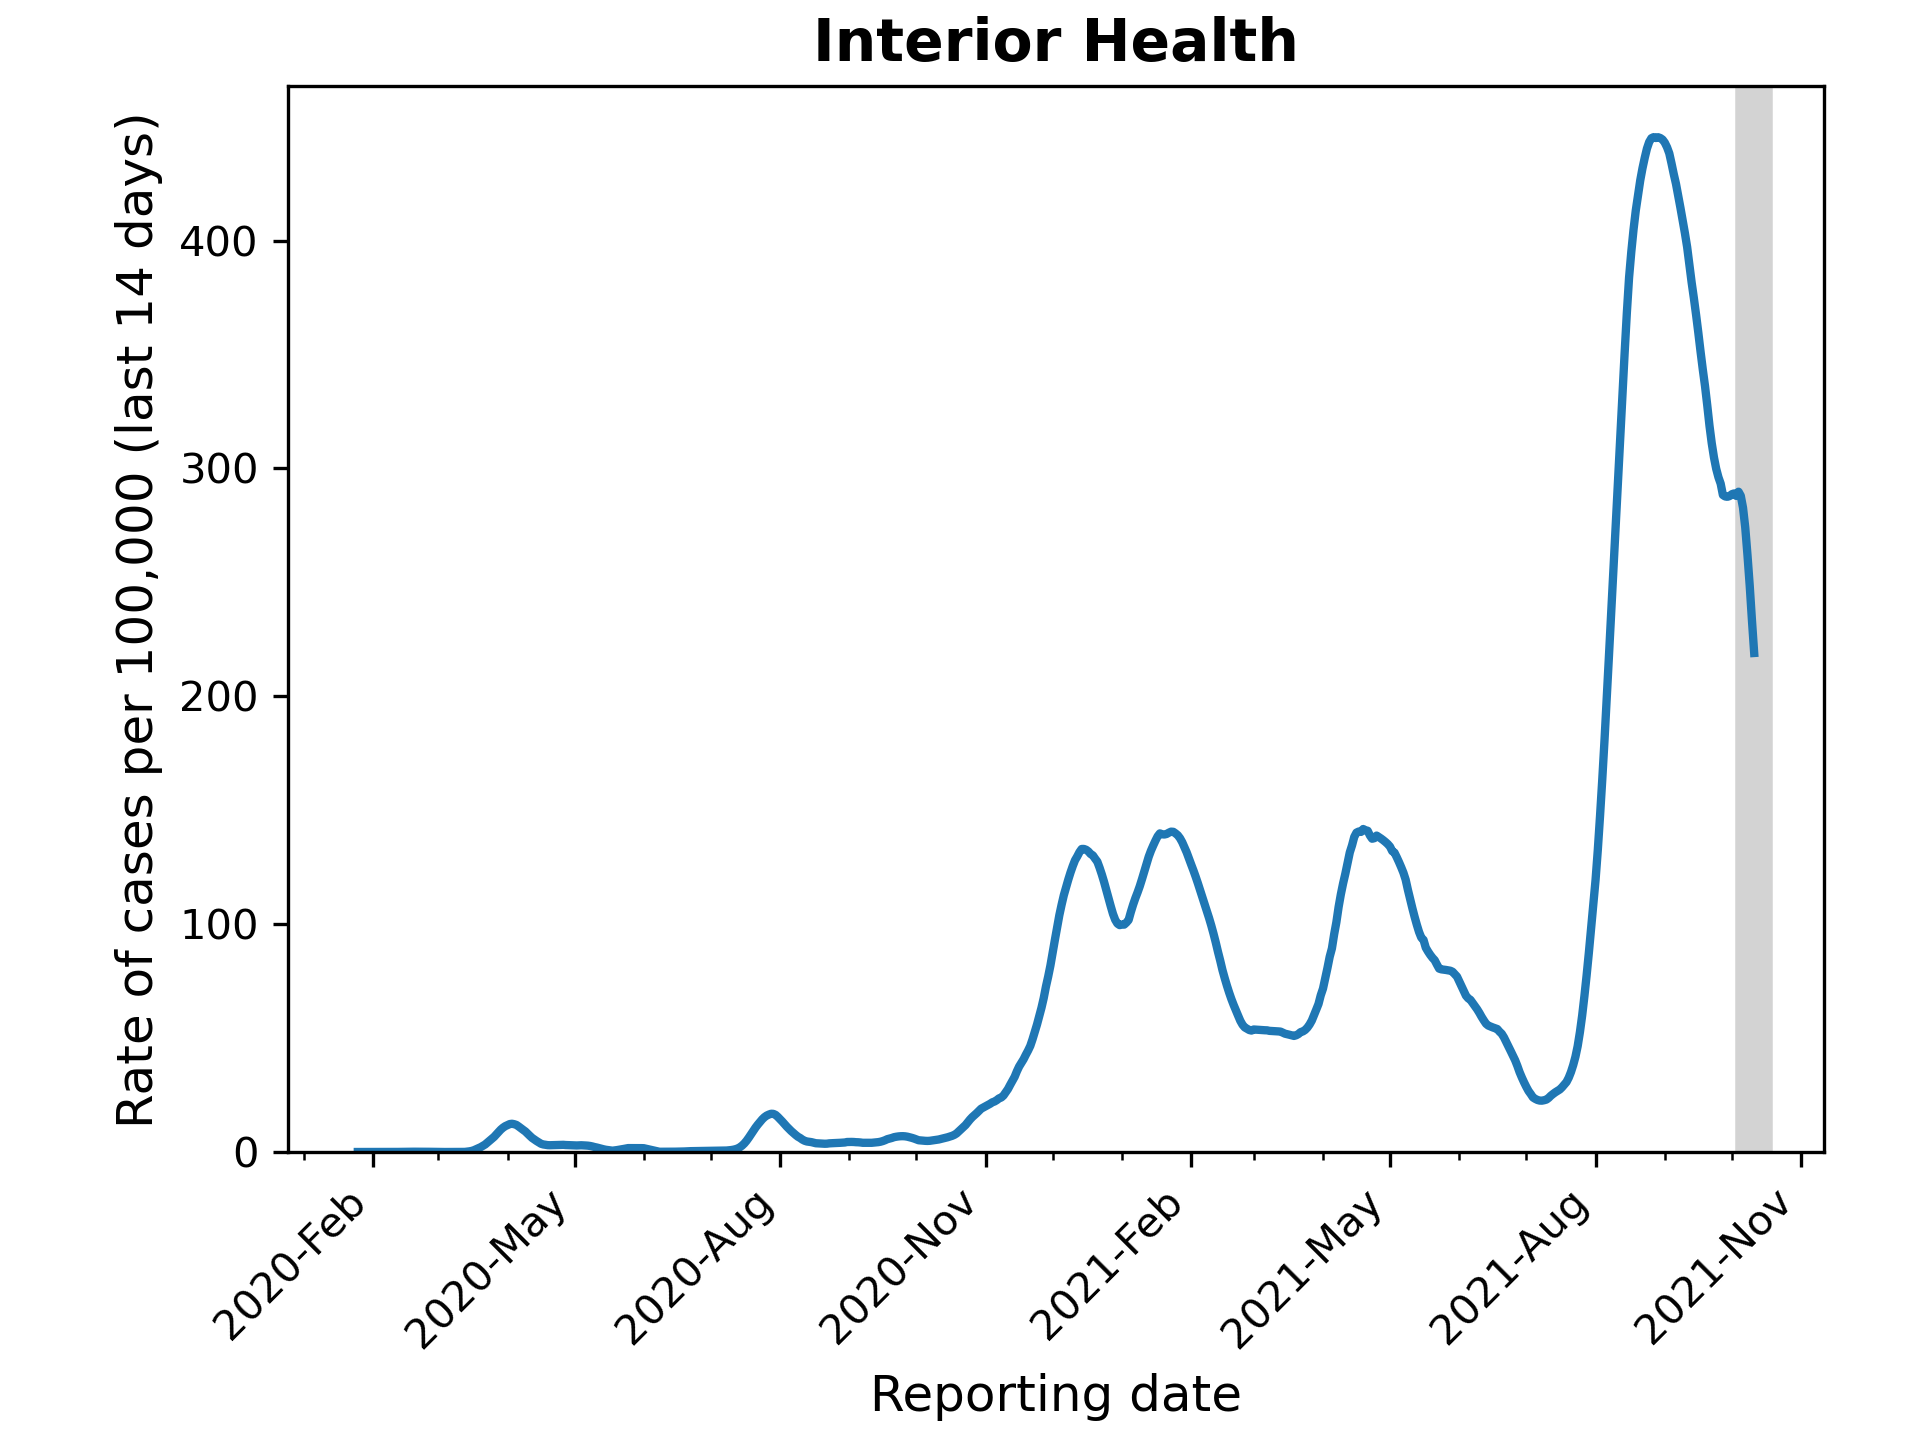 Interior Health
Rate of cases per 100,000 (last 14 days)
400
300
200
100
0
2020-Feb
2020-May
2020-Aug
2020-Nov
2021-Feb
2021-May
2021-Aug
2021-Nov
Reporting date